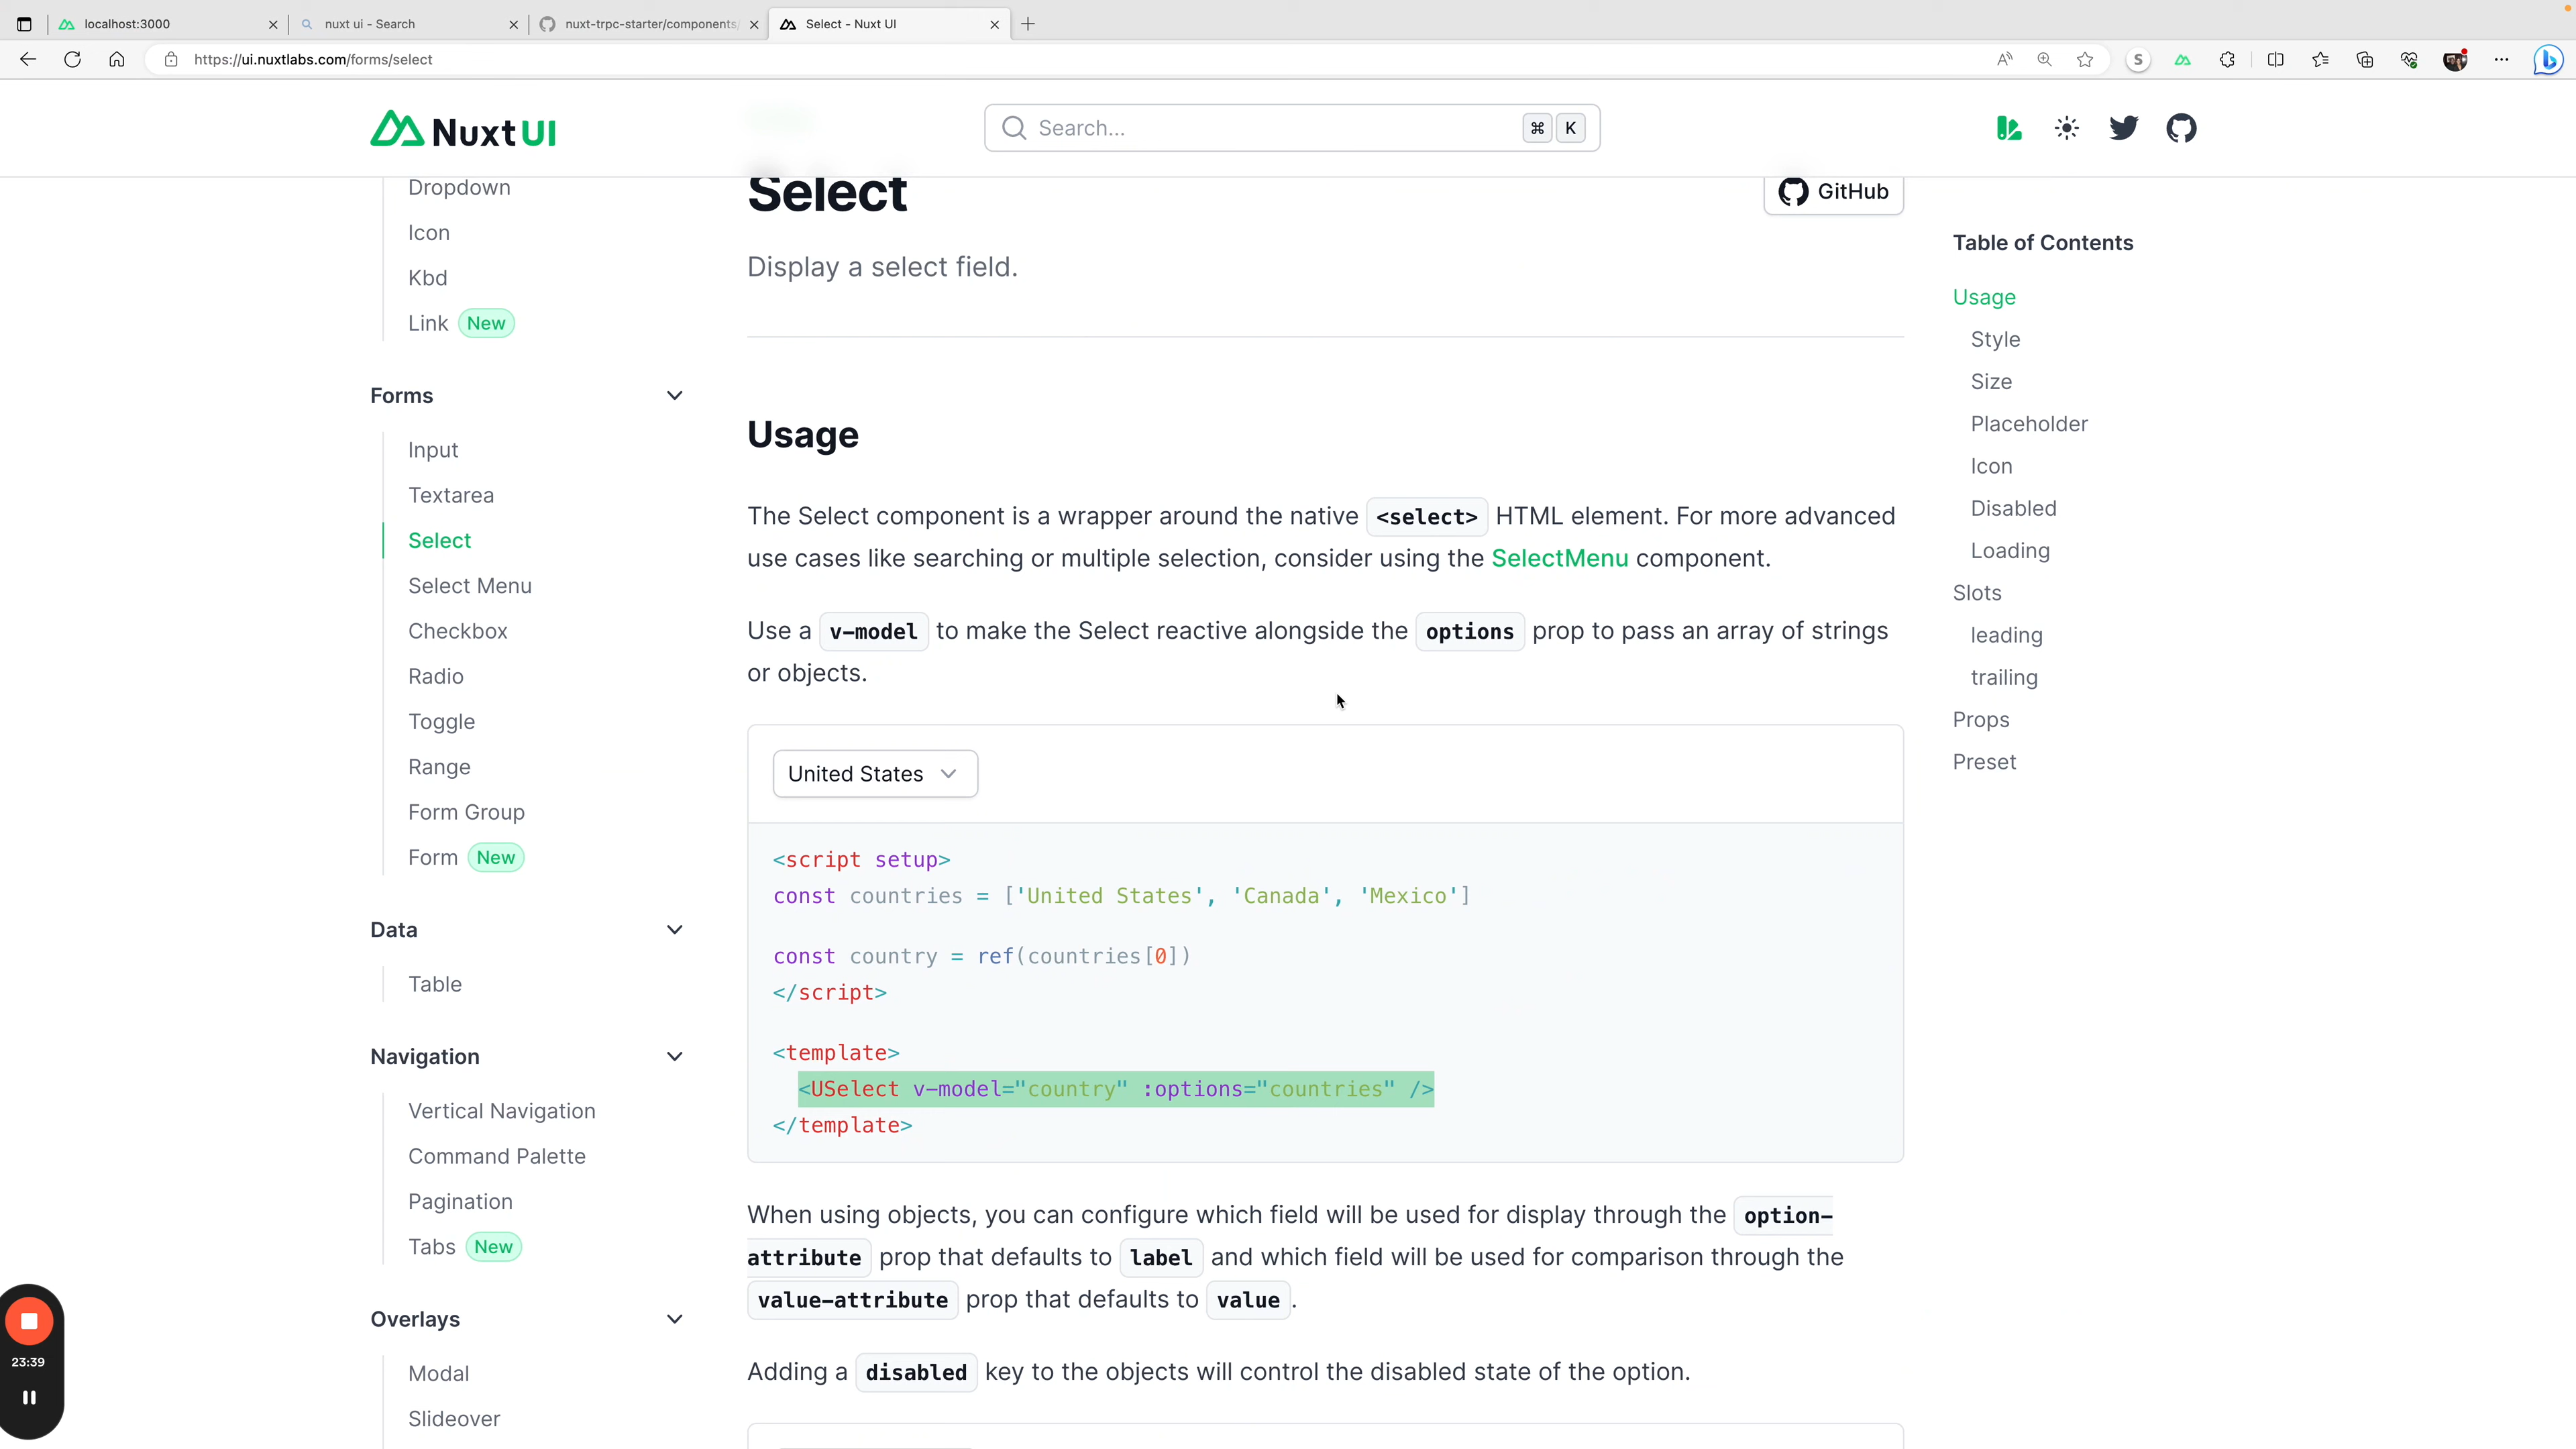 localhost:3000
nuxt ui - Search
nuxt-trpc-starter/components/
Select - Nuxt UI
https://ui.nuxtlabs.com/forms/select
S
Nuxt UI
Search...
⌘ K
Dropdown
Icon
Kbd
Link New
Forms
Input
Textarea
Select
Select Menu
Checkbox
Radio
Toggle
Range
Form Group
Form New
Data
Table
Navigation
Vertical Navigation
Command Palette
Pagination
Tabs New
Overlays
Modal
Slideover
Select
GitHub
Display a select field.
Usage
The Select component is a wrapper around the native <select> HTML element. For more advanced
use cases like searching or multiple selection, consider using the SelectMenu component.
Use a v-model to make the Select reactive alongside the options prop to pass an array of strings
or objects.
United States
<script setup>
const countries = ['United States', 'Canada', 'Mexico']
const country = ref(countries[0])
</script>
<template>
<USelect v-model="country" :options="countries" />
</template>
When using objects, you can configure which field will be used for display through the option-
attribute prop that defaults to label and which field will be used for comparison through the
value-attribute prop that defaults to value .
Adding a disabled key to the objects will control the disabled state of the option.
Table of Contents
Usage
Style
Size
Placeholder
Icon
Disabled
Loading
Slots
leading
trailing
Props
Preset
23:39